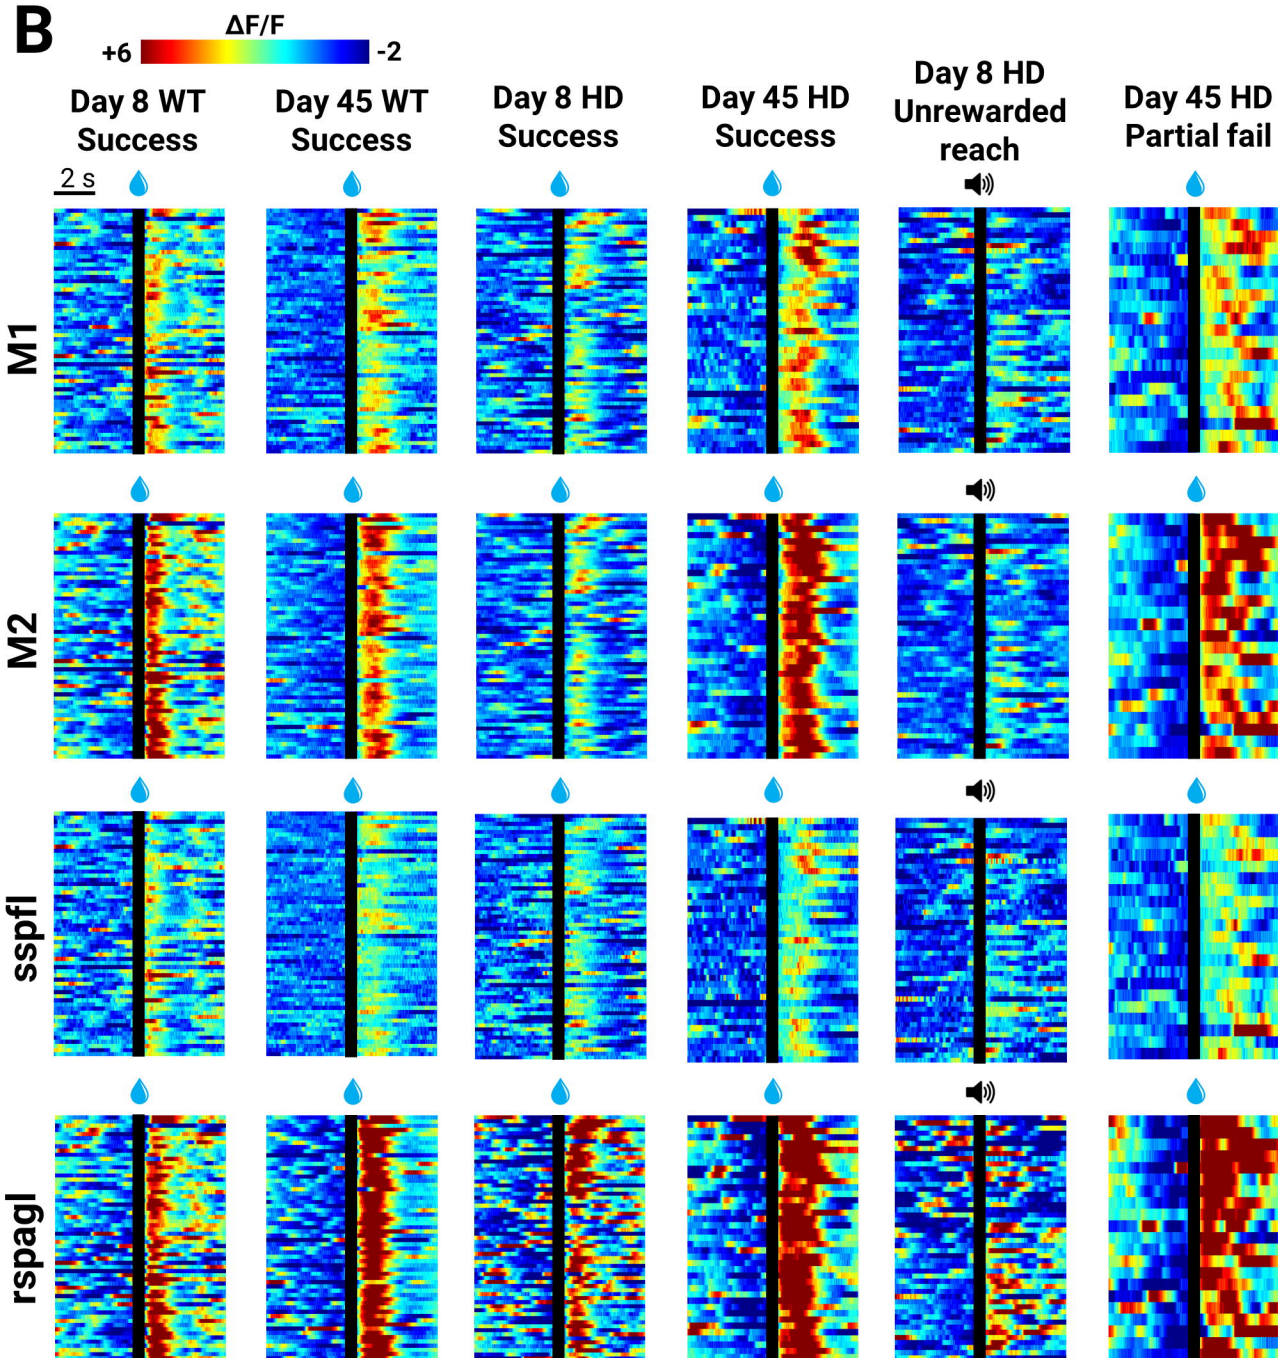 B
ΔF/F
+6
-2
Day 8 WT
Success
Day 45 WT
Success
Day 8 HD
Success
Day 45 HD
Success
Day 8 HD
Unrewarded
reach
Day 45 HD
Partial fail
2 s
M1
M2
sspfl
rspagl